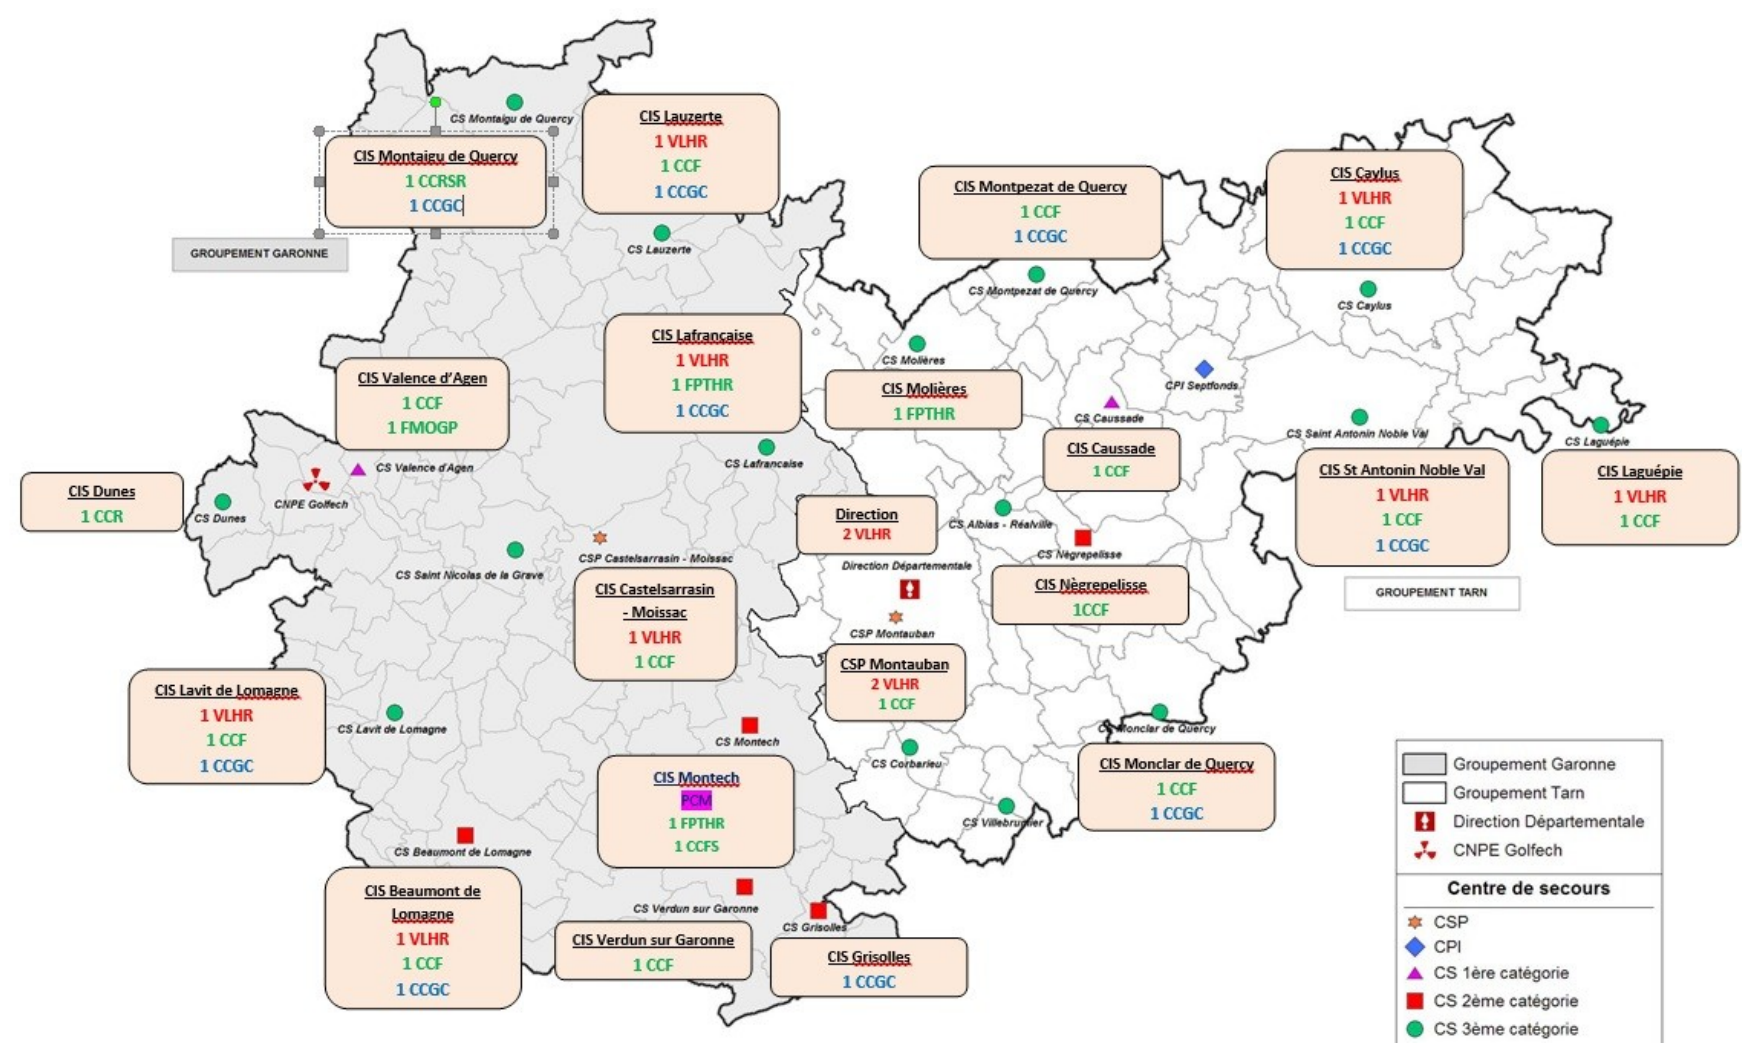 CS Montaigu de Quercy
CIS Montaigu de Quercy
1 CCRSR
1 CCGC
GROUPEMENT GARONNE
CIS Lauzerte
1 VLHR
1 CCF
1 CCGC
CS Lauzerte
CIS Montpezat de Quercy
1 CCF
1 CCGC
CS Montpezat de Quercy
CIS Caylus
1 VLHR
1 CCF
1 CCGC
CS Caylus
CIS Lafrançaise
1 VLHR
1 FPTHR
1 CCGC
CS Lafrancaise
CS Molières
CIS Molières
1 FPTHR
CPI Septfonds
CS Caussade
CIS Caussade
1 CCF
CIS Valence d'Agen
1 CCF
1 FMOGP
CS Valence d'Agen
CNPE Golfech
CIS Dunes
1 CCR
CS Dunes
CS Saint Antonin Noble Val
CIS St Antonin Noble Val
1 VLHR
1 CCF
1 CCGC
CS Laguépie
CIS Laguépie
1 VLHR
1 CCF
GROUPEMENT TARN
Direction
2 VLHR
Direction Départementale
CS Albias - Réalville
CS Nègrepelisse
CIS Nègrepelisse
1CCF
CSP Castelsarrasin - Moissac
CS Saint Nicolas de la Grave
CIS Castelsarrasin
- Moissac
1 VLHR
1 CCF
CSP Montauban
CSP Montauban
2 VLHR
1 CCF
CIS Lavit de Lomagne
1 VLHR
1 CCF
1 CCGC
CS Lavit de Lomagne
CS Montech
CIS Montech
PCM
1 FPTHR
1 CCFS
CS Corbarieu
CS Monclar de Quercy
CIS Monclar de Quercy
1 CCF
1 CCGC
CS Villebrumier
CS Beaumont de Lomagne
CIS Beaumont de
Lomagne
1 VLHR
1 CCF
1 CCGC
CS Verdun sur Garonne
CIS Verdun sur Garonne
1 CCF
CS Grisolles
CIS Grisolles
1 CCGC
Groupement Garonne
Groupement Tarn
Direction Départementale
CNPE Golfech
Centre de secours
CSP
CPI
CS 1ère catégorie
CS 2ème catégorie
CS 3ème catégorie